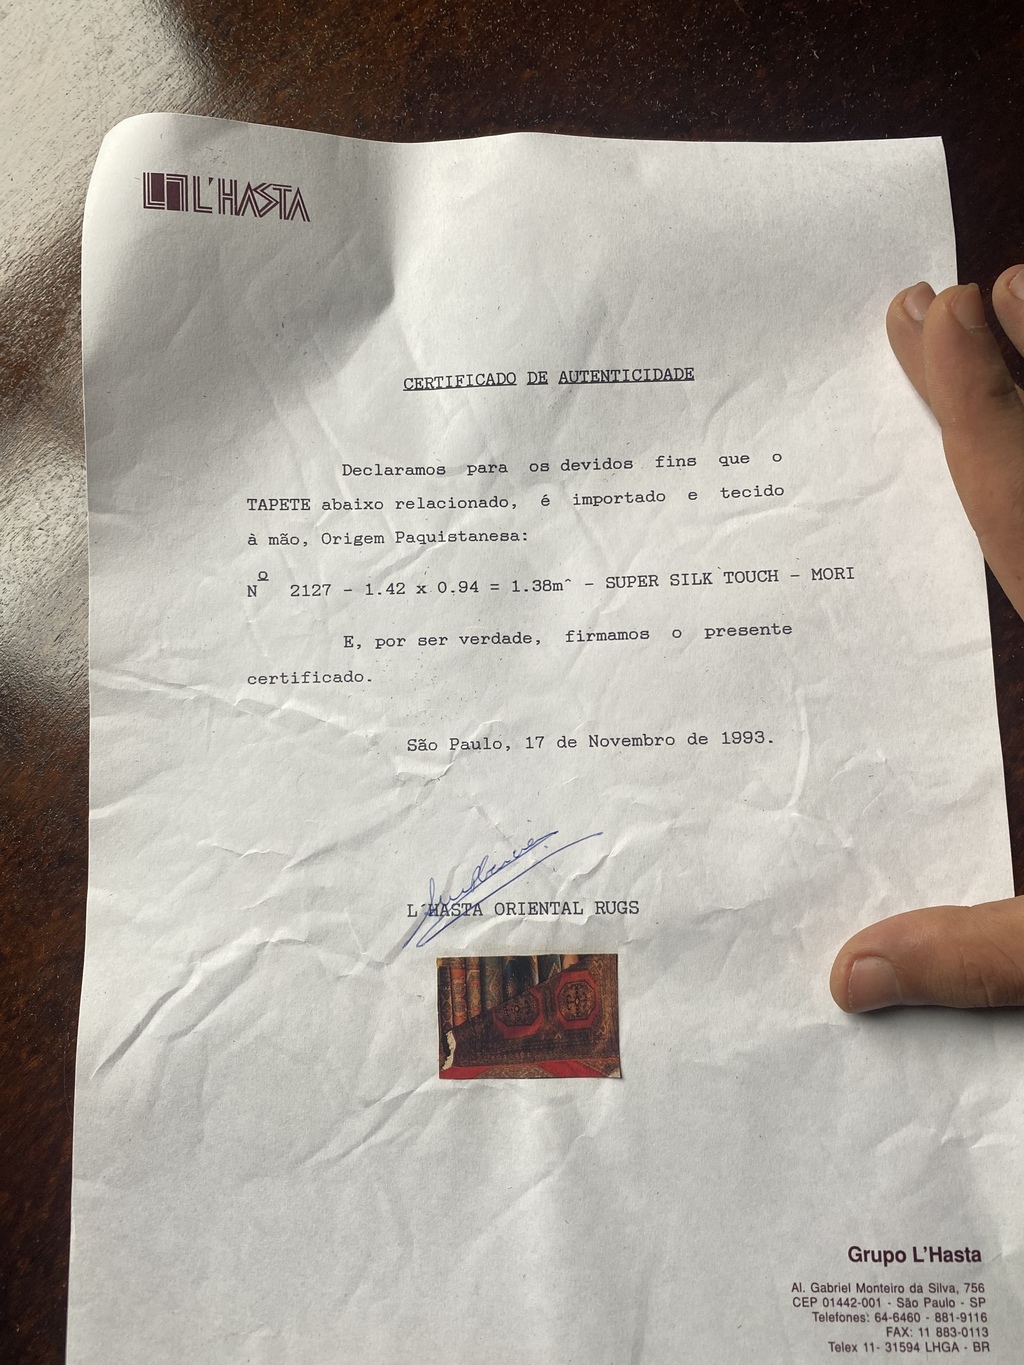 L'HASTA
CERTIFICADO DE AUTENTICIDADE
Declaramos para os devidos fins que o
TAPETE abaixo relacionado, é importado e tecido
à mão, Origem Paquistanesa:
Nº 2127 - 1.42 x 0.94 = 1.38m^ - SUPER SILK TOUCH - MORI
E, por ser verdade, firmamos o presente
certificado.
São Paulo, 17 de Novembro de 1993.
L´HASTA ORIENTAL RUGS
Grupo L'Hasta
Al. Gabriel Monteiro da Silva, 756
CEP 01442-001 - São Paulo - SP
Telefones: 64-6460 - 881-9116
FAX: 11 883-0113
Telex 11- 31594 LHGA - BR